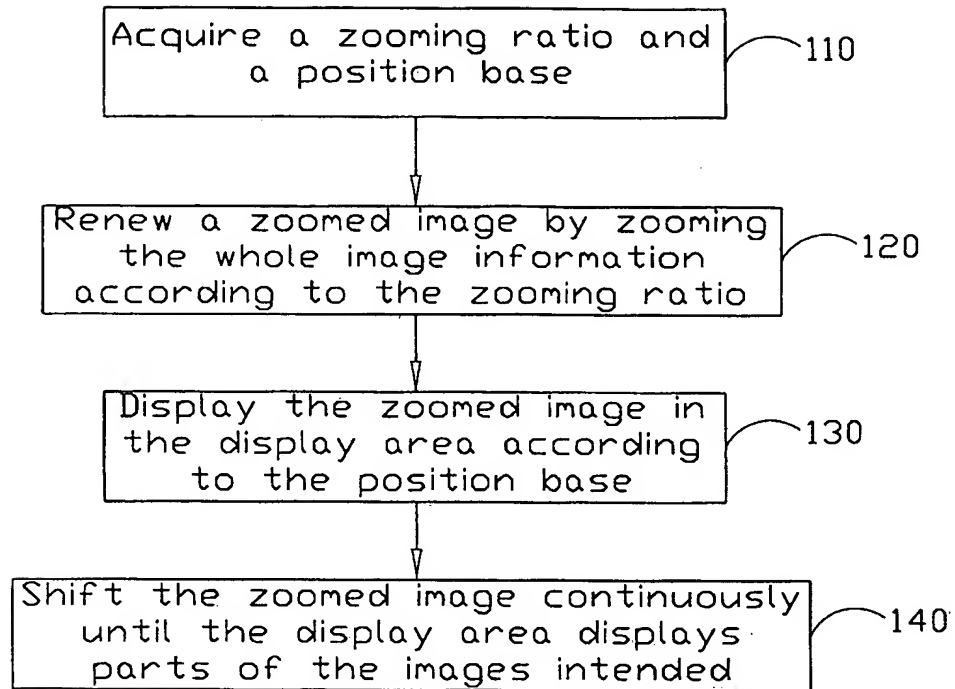 Acquire a zooming ratio and
a position base
110
Renew a zoomed image by zooming
the whole image information
according to the zooming ratio
120
Display the zoomed image in
the display area according
to the position base
130
Shift the zoomed image continuously
until the display area displays
parts of the images intended
140